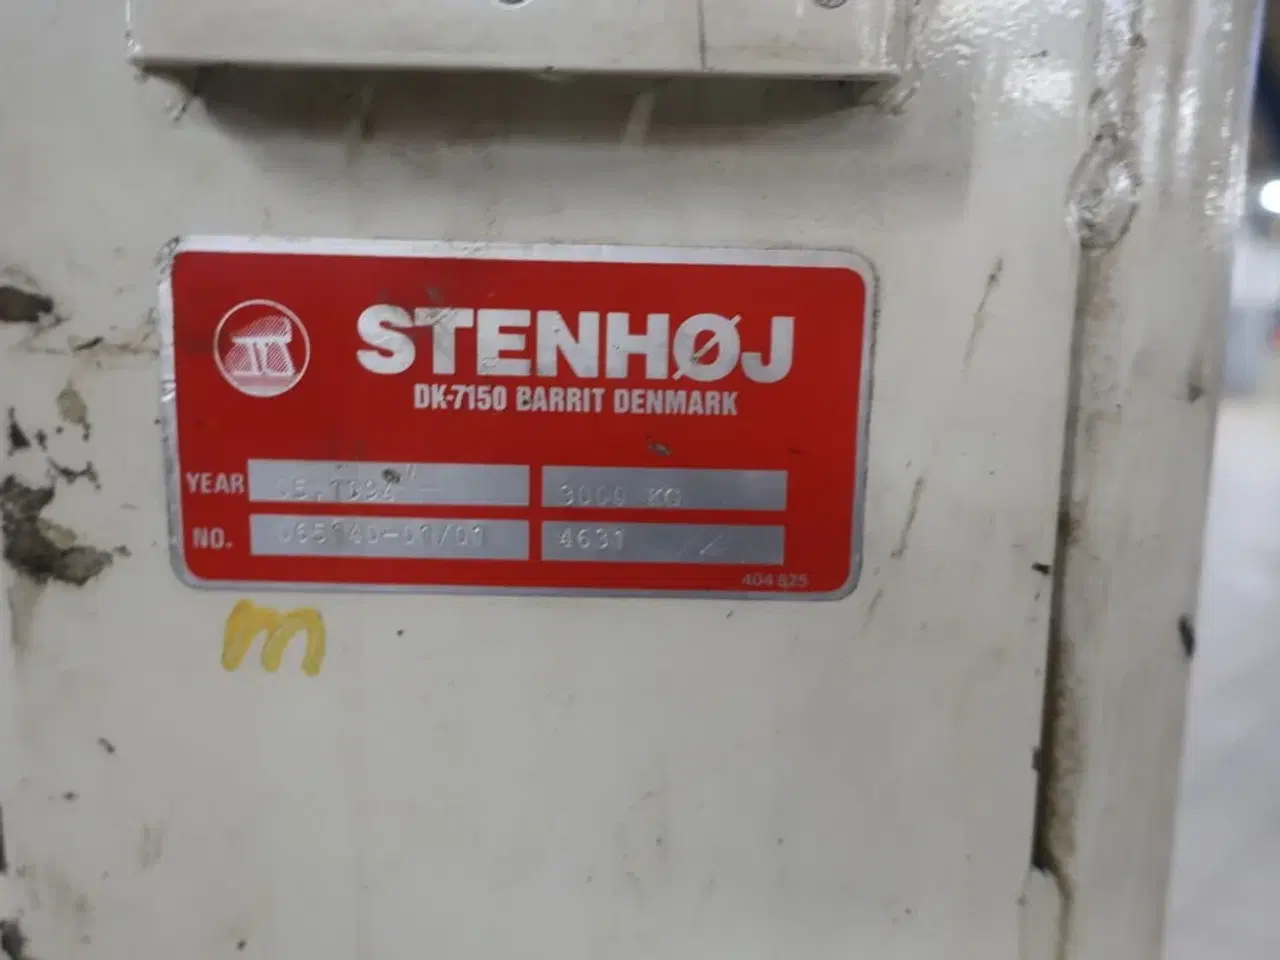 STENHØJ
DK-7150 BARRIT DENMARK
YEAR 3000 KG
NO. 4631
404 825
m